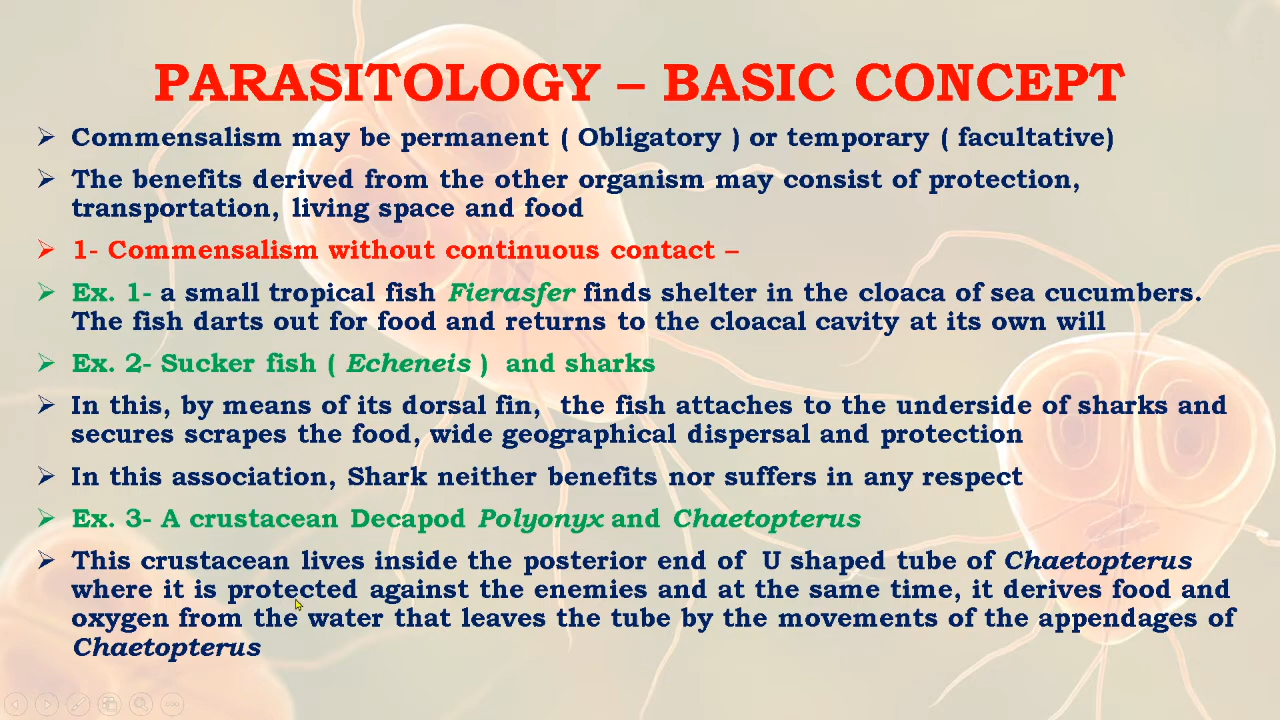 PARASITOLOGY – BASIC CONCEPT
Commensalism may be permanent ( Obligatory ) or temporary ( facultative)
The benefits derived from the other organism may consist of protection,
transportation, living space and food
1- Commensalism without continuous contact –
Ex. 1- a small tropical fish Fierasfer finds shelter in the cloaca of sea cucumbers.
The fish darts out for food and returns to the cloacal cavity at its own will
Ex. 2- Sucker fish ( Echeneis )  and sharks
In this, by means of its dorsal fin,  the fish attaches to the underside of sharks and
secures scrapes the food, wide geographical dispersal and protection
In this association, Shark neither benefits nor suffers in any respect
Ex. 3- A crustacean Decapod Polyonyx and Chaetopterus
This crustacean lives inside the posterior end of  U shaped tube of Chaetopterus
where it is protected against the enemies and at the same time, it derives food and
oxygen from the water that leaves the tube by the movements of the appendages of
Chaetopterus